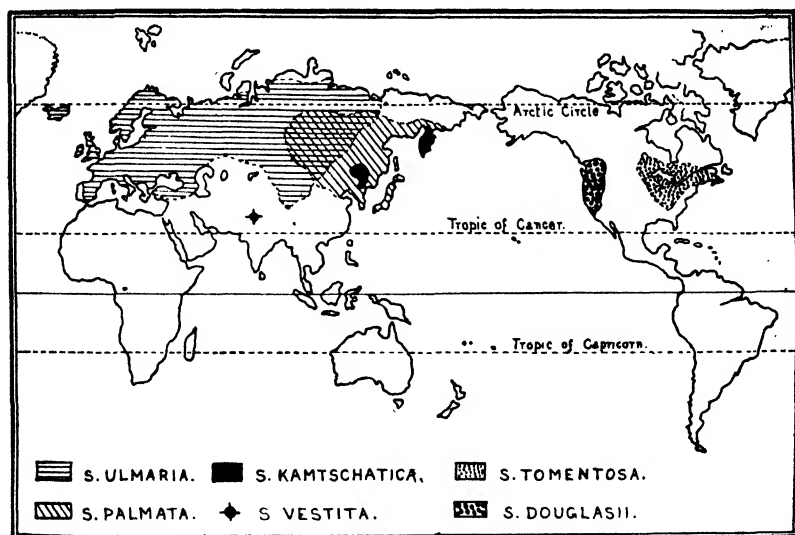 Arctic Circle
Tropic of Cancer.
Tropic of Capricorn.
S. ULMARIA. S. KAMTSCHATICA, S. TOMENTOSA.
S. PALMATA. S VESTITA. S. DOUGLASII.